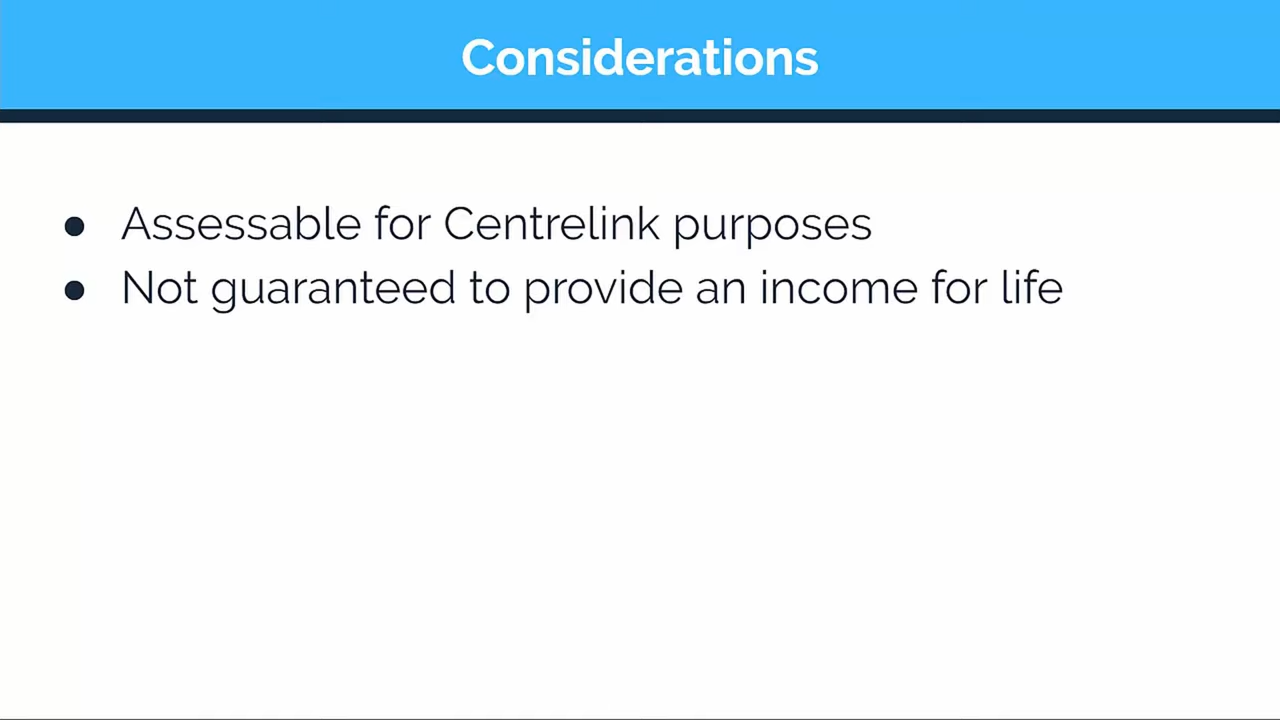 Considerations
● Assessable for Centrelink purposes
● Not guaranteed to provide an income for life